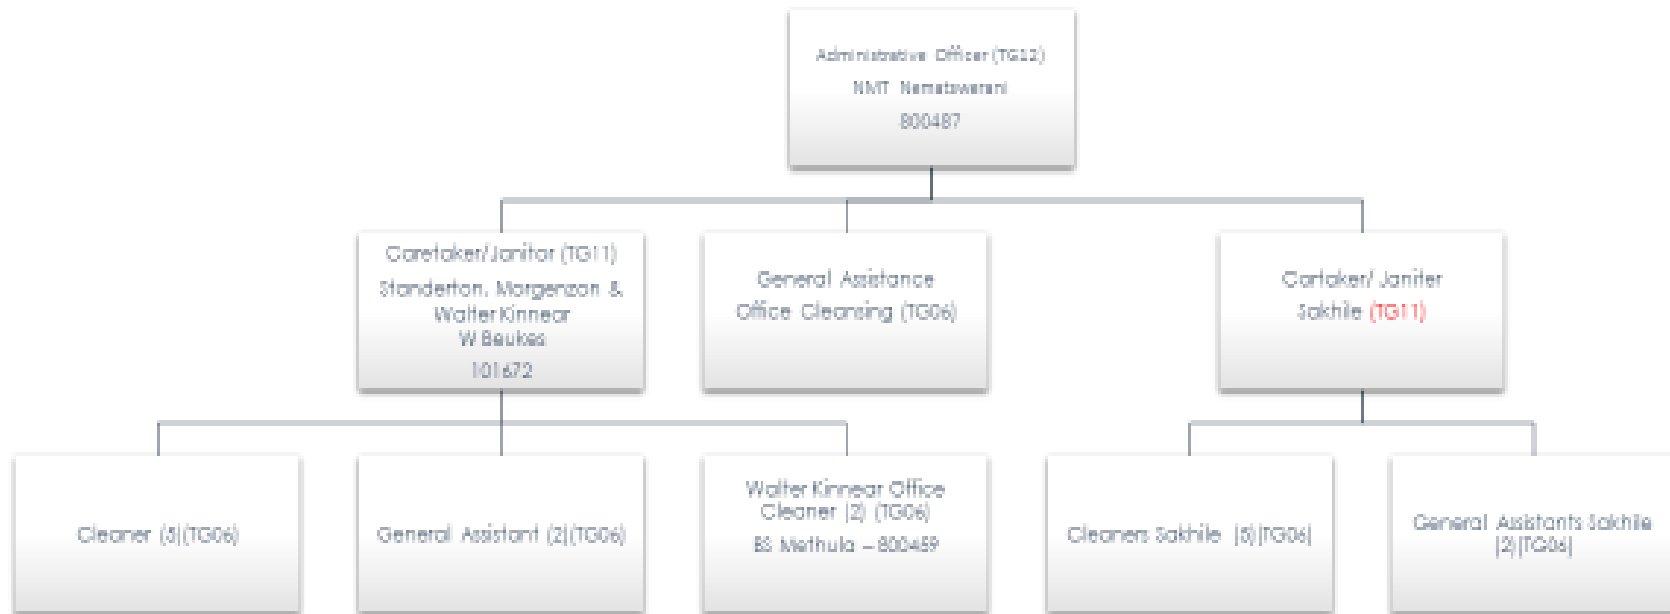 Administrative Officer (TG12)
NMT Nematswerani
800487
Caretaker/Janitor (TG11)
Standerton, Morgenzon &
Walter Kinnear
W Beukes
101672
General Assistance
Office Cleansing (TG06)
Cartaker/ Janiter
Sakhile (TG11)
Cleaner (5)(TG06)
General Assistant (2)(TG06)
Walter Kinnear Office
Cleaner (2) (TG06)
BS Methula – 800459
Cleaners Sakhile (5)(TG06)
General Assistants Sakhile
(2)(TG06)